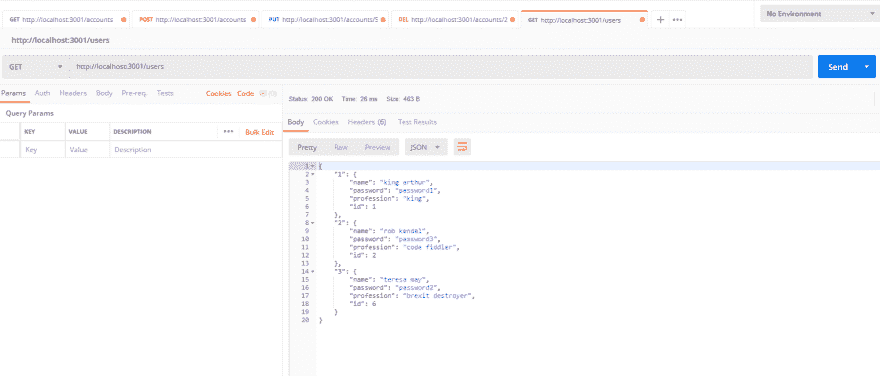 GET http://localhost:3001/accounts
POST http://localhost:3001/accounts
PUT http://localhost:3001/accounts/5
DEL http://localhost:3001/accounts/2
GET http://localhost:3001/users
+ •••
No Environment
http://localhost:3001/users
GET http://localhost:3001/users Send
Params Auth Headers Body Pre-req. Tests Cookies Code (0)
Query Params
KEY VALUE DESCRIPTION ••• Bulk Edit
Key Value Description
Status: 200 OK Time: 26 ms Size: 463 B
Body Cookies Headers (6) Test Results
Pretty Raw Preview JSON
1 {
2 "1": {
3 "name": "king arthur",
4 "password": "password1",
5 "profession": "king",
6 "id": 1
7 },
8 "2": {
9 "name": "rob kendal",
10 "password": "password3",
11 "profession": "code fiddler",
12 "id": 2
13 },
14 "3": {
15 "name": "teresa may",
16 "password": "password2",
17 "profession": "brexit destroyer",
18 "id": 6
19 }
20 }